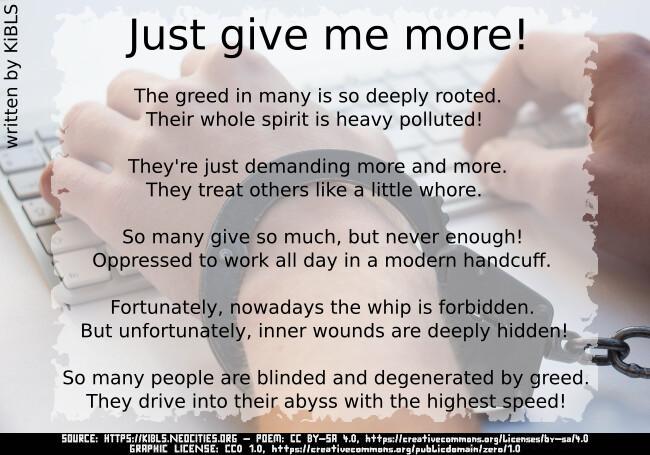 written by KiBLS
Just give me more!
The greed in many is so deeply rooted.
Their whole spirit is heavy polluted!
They're just demanding more and more.
They treat others like a little whore.
So many give so much, but never enough!
Oppressed to work all day in a modern handcuff.
Fortunately, nowadays the whip is forbidden.
But unfortunately, inner wounds are deeply hidden!
So many people are blinded and degenerated by greed.
They drive into their abyss with the highest speed!
SOURCE: HTTPS://KIBLS.NEOCITIES.ORG – POEM: CC BY-SA 4.0, https://creativecommons.org/licenses/by-sa/4.0
GRAPHIC LICENSE: CC0 1.0, https://creativecommons.org/publicdomain/zero/1.0